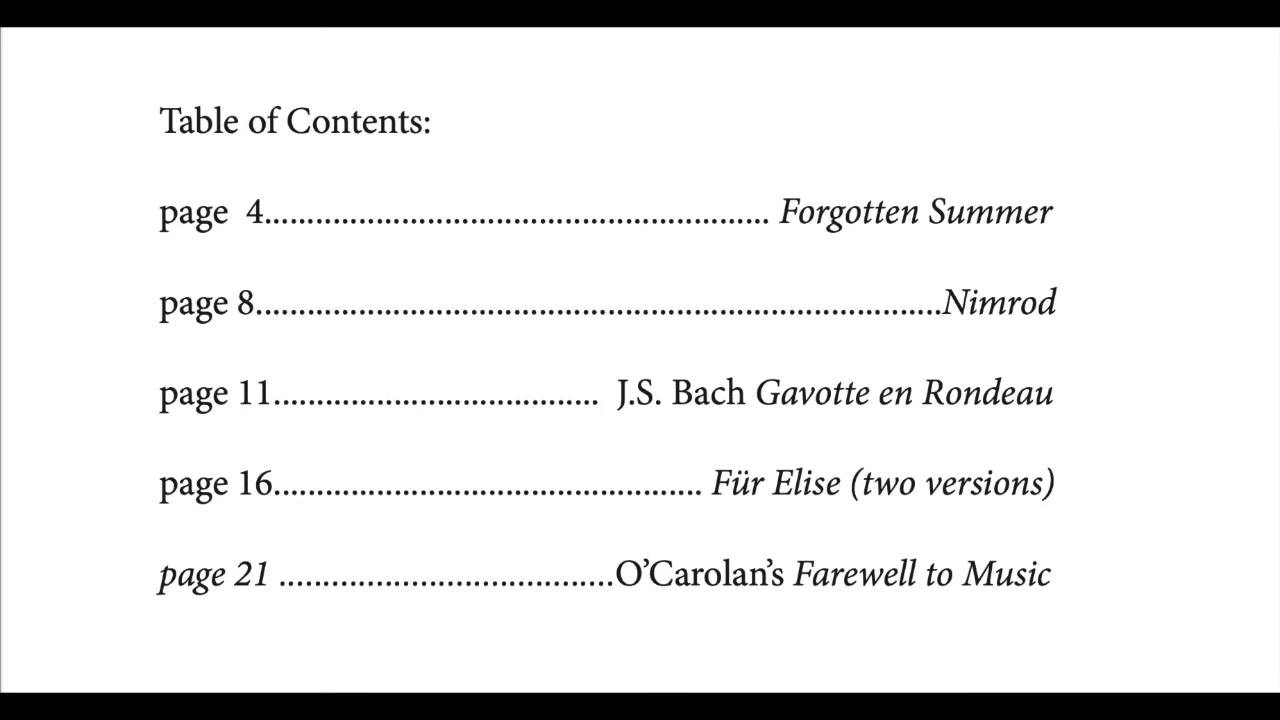 Table of Contents:
page  4........................................................... Forgotten Summer
page 8................................................................................Nimrod
page 11......................................  J.S. Bach Gavotte en Rondeau
page 16.................................................. Für Elise (two versions)
page 21 .......................................O’Carolan’s Farewell to Music